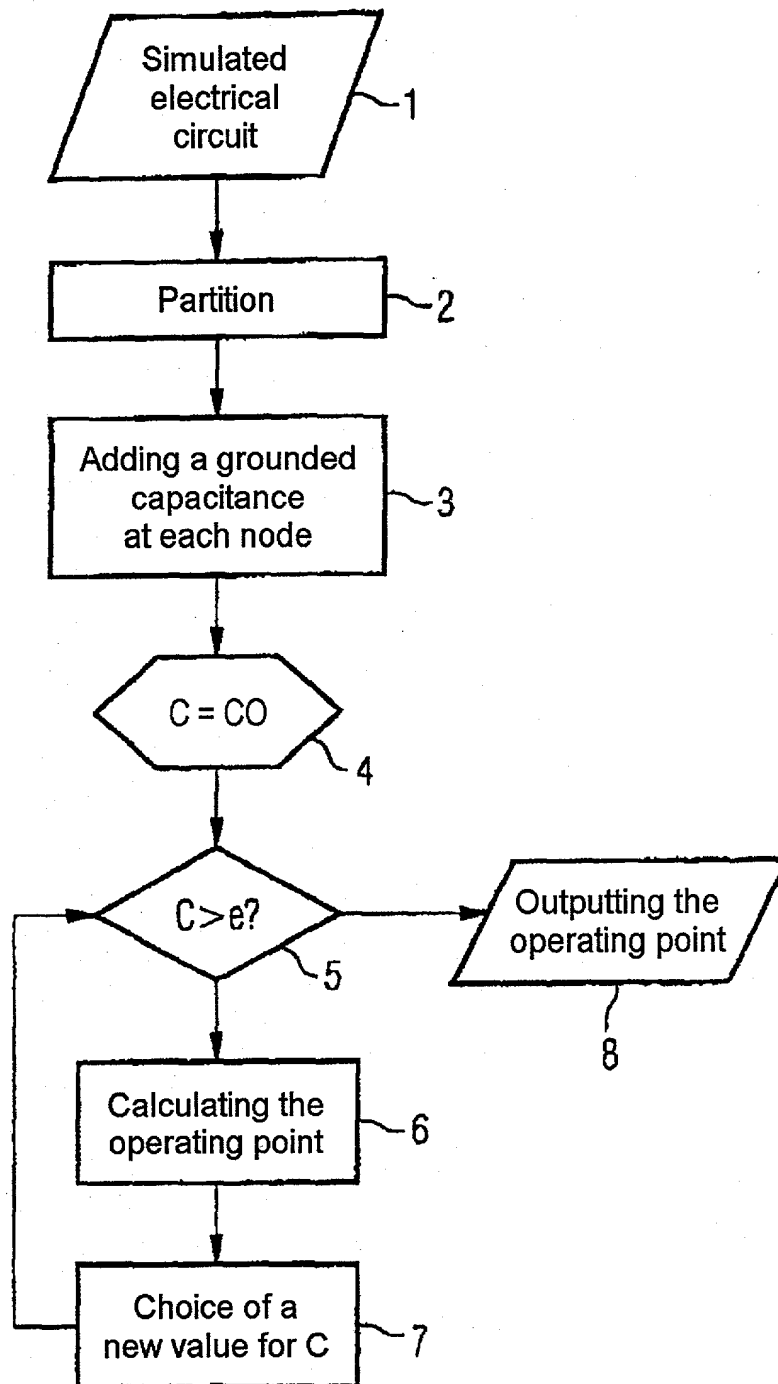 Simulated
electrical
circuit
1
Partition
2
Adding a grounded
capacitance
at each node
3
C = CO
4
C>e?
5
Outputting the
operating point
8
Calculating the
operating point
6
Choice of a
new value for C
7